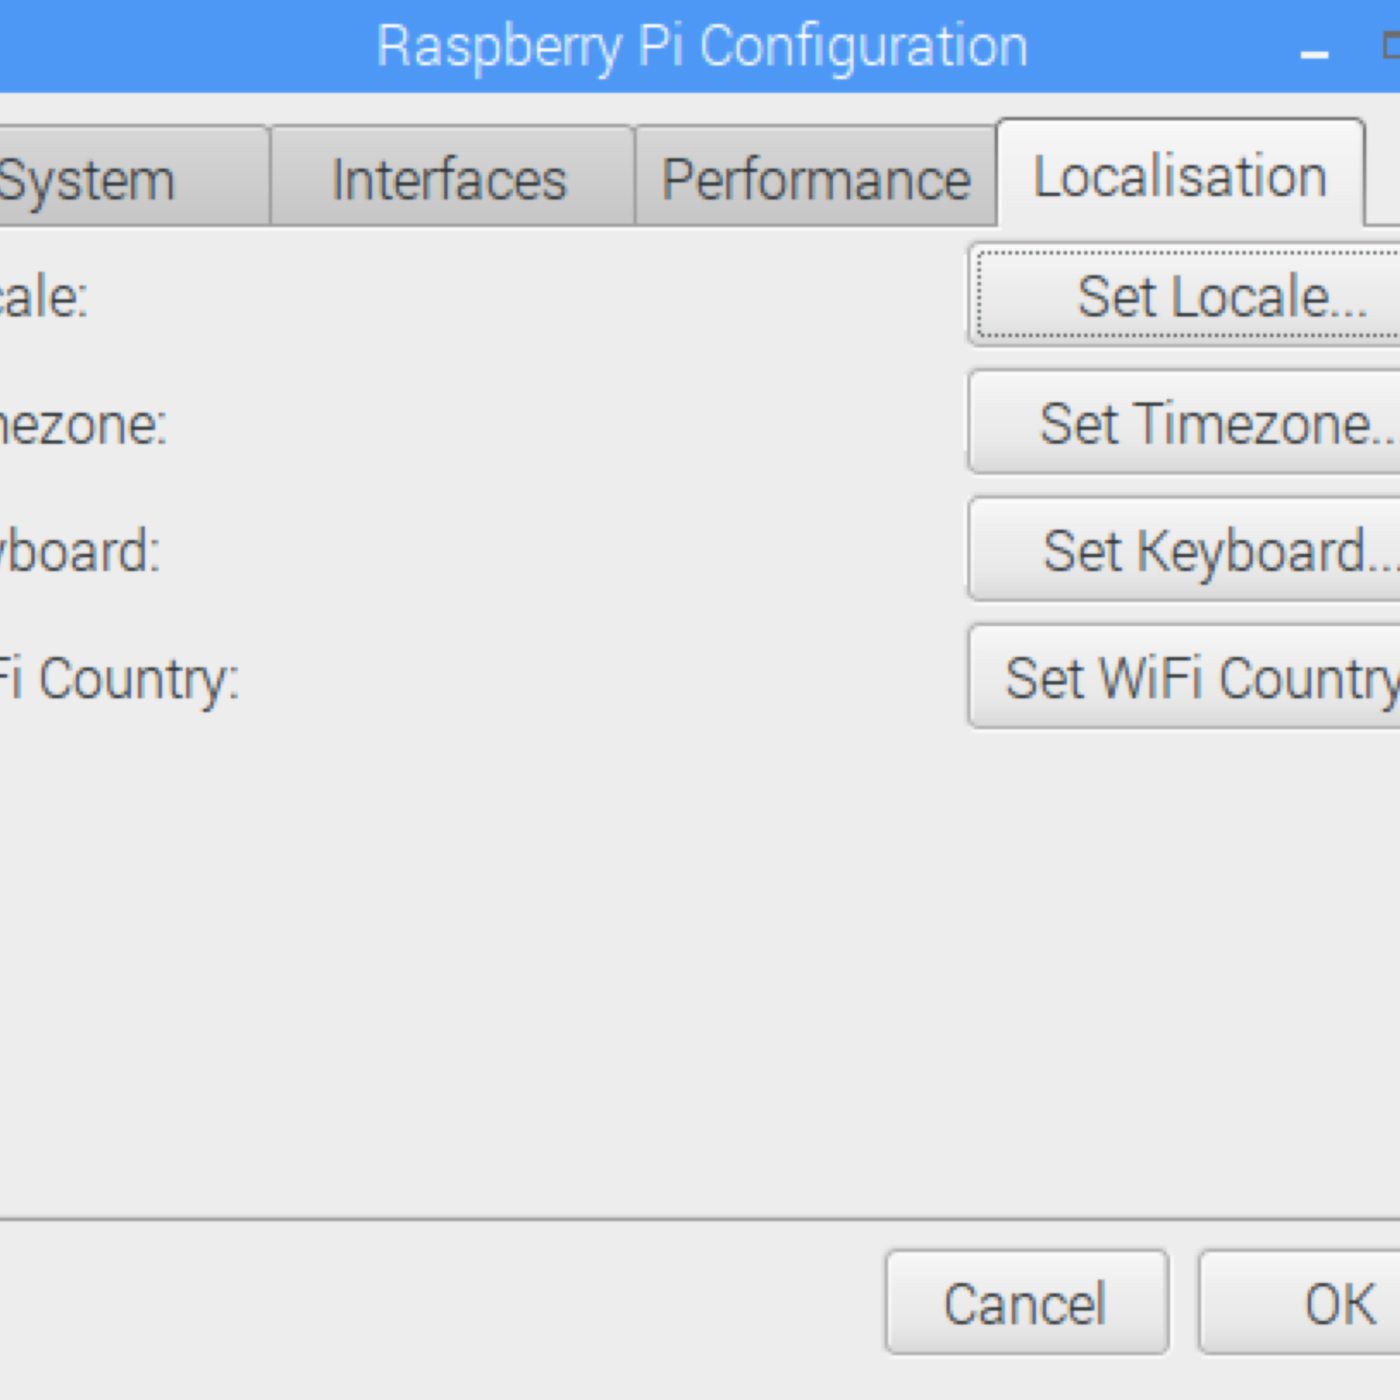 Raspberry Pi Configuration
System Interfaces Performance Localisation
cale: Set Locale...
nezone: Set Timezone...
yboard: Set Keyboard...
Fi Country: Set WiFi Country
Cancel OK